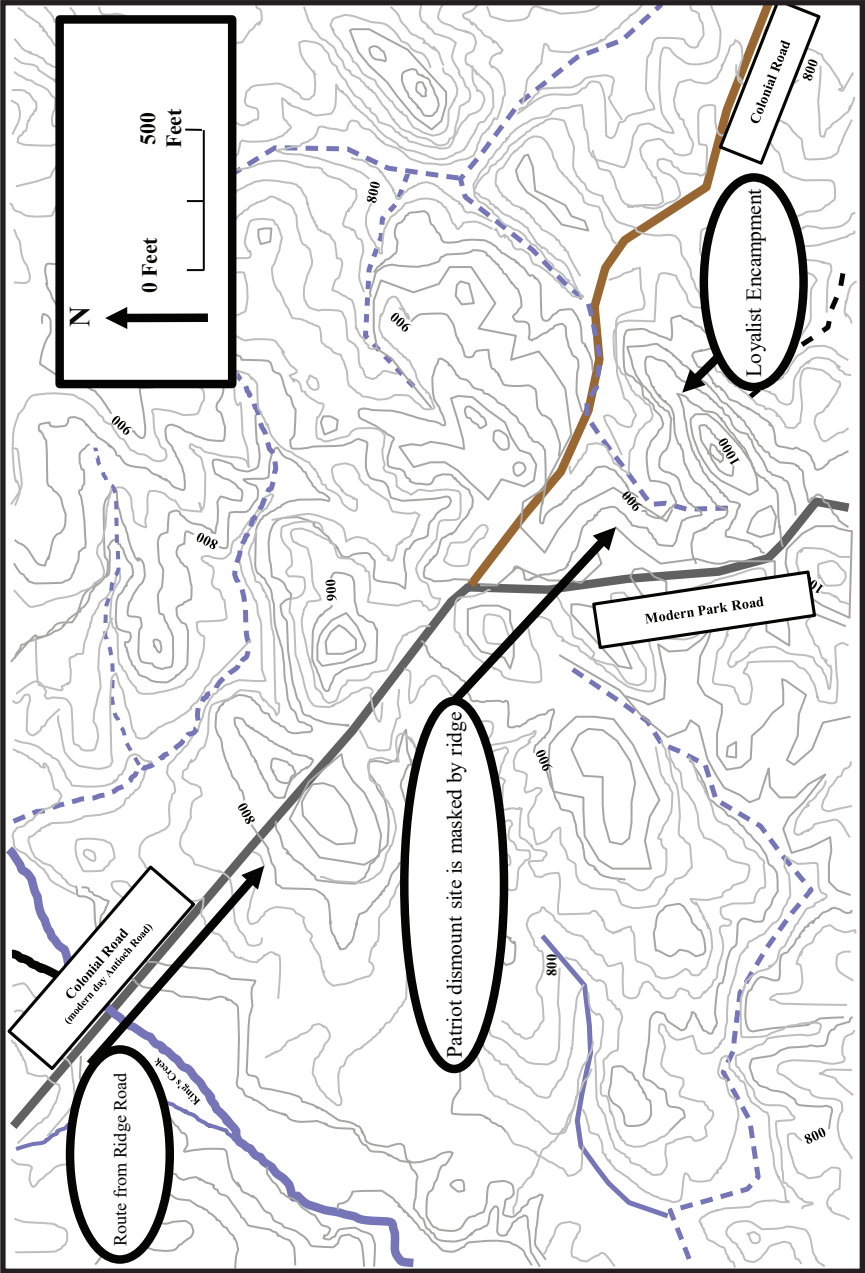 N
0 Feet
500
Feet
Colonial Road
800
Loyalist Encampment
800
900
900
800
900
1000
900
10
Modern Park Road
Patriot dismount site is masked by ridge
900
800
Colonial Road
(modern day Antioch Road)
King's Creek
Route from Ridge Road
800
800